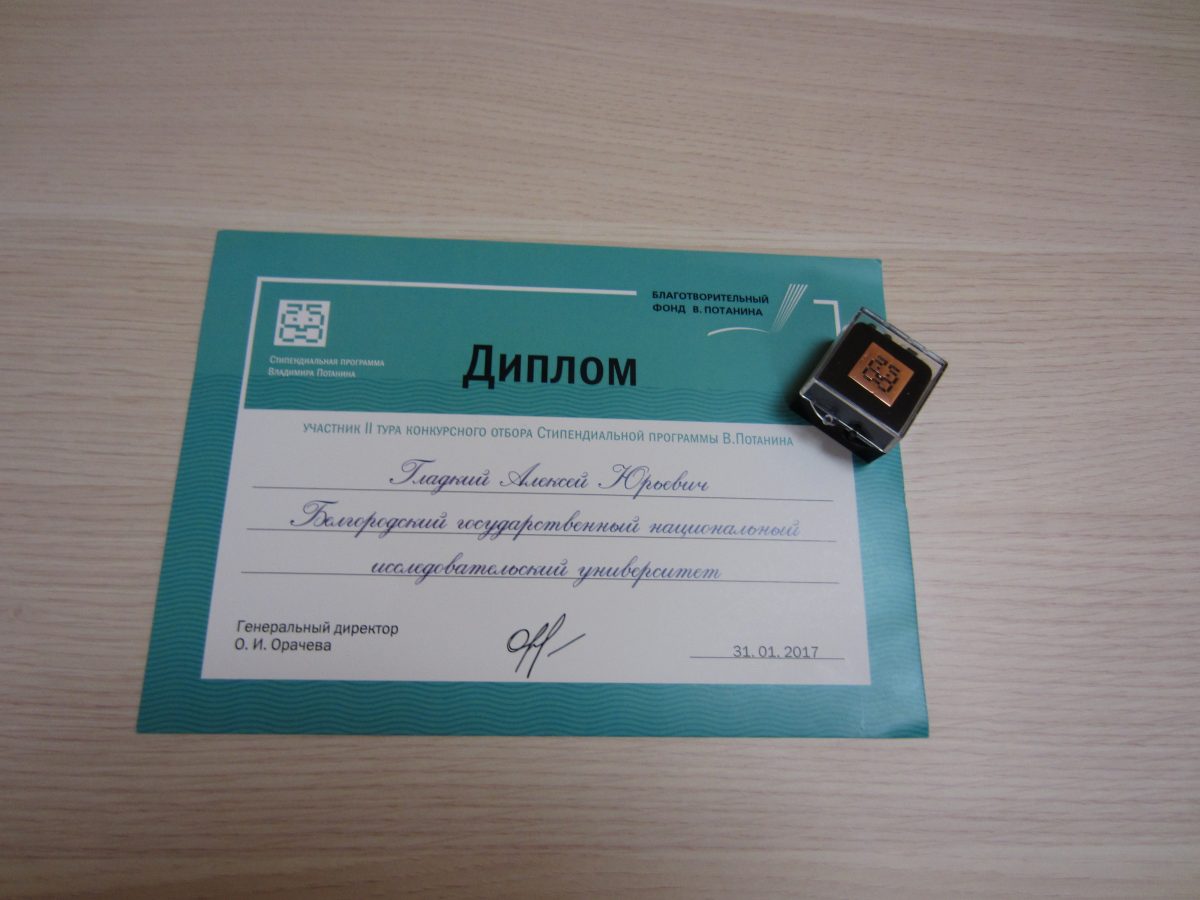 Стипендиальная программа
Владимира Потанина
БЛАГОТВОРИТЕЛЬНЫЙ
ФОНД В. ПОТАНИНА
Диплом
УЧАСТНИК II ТУРА КОНКУРСНОГО ОТБОРА СТИПЕНДИАЛЬНОЙ ПРОГРАММЫ В.ПОТАНИНА
Гладкий Алексей Юрьевич
Белгородский государственный национальный
исследовательский университет
Генеральный директор
О. И. Орачева
31. 01. 2017